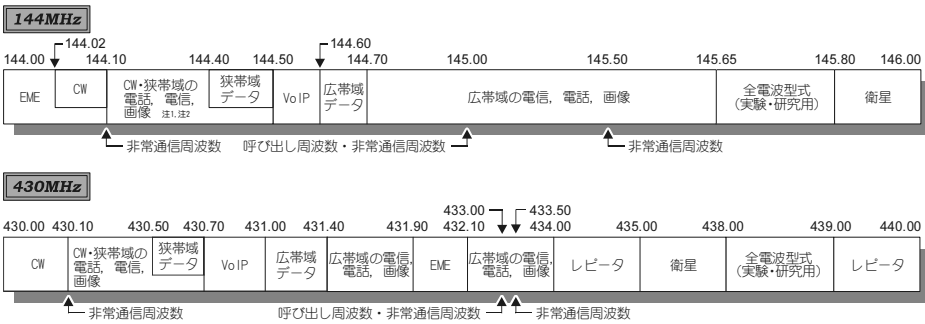 144MHz
144.02 144.60
144.00 144.10 144.40 144.50 144.70 145.00 145.50 145.65 145.80 146.00
EME
CW
CW・狭帯域の
電話, 電信,
画像 注1,注2
狭帯域
データ
VoIP
広帯域
データ
広帯域の電信, 電話, 画像
全電波型式
(実験・研究用)
衛星
非常通信周波数 呼び出し周波数・非常通信周波数 非常通信周波数
430MHz
433.00 433.50
430.00 430.10 430.50 430.70 431.00 431.40 431.90 432.10 434.00 435.00 438.00 439.00 440.00
CW
CW・狭帯域の
電話, 電信,
画像
狭帯域
データ
VoIP
広帯域
データ
広帯域の電信,
電話, 画像
EME
広帯域の電信,
電話, 画像
レピータ
衛星
全電波型式
(実験・研究用)
レピータ
非常通信周波数 呼び出し周波数・非常通信周波数 非常通信周波数